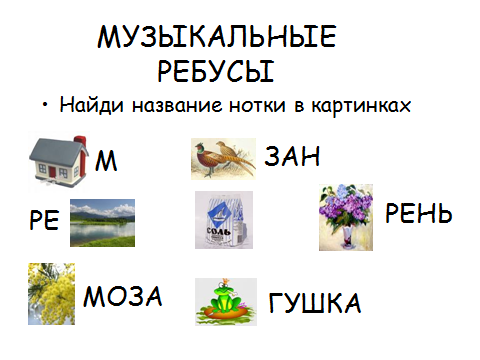 МУЗЫКАЛЬНЫЕ
РЕБУСЫ
• Найди название нотки в картинках
М
ЗАН
РЕ
СОЛЬ
РЕНЬ
МОЗА
ГУШКА